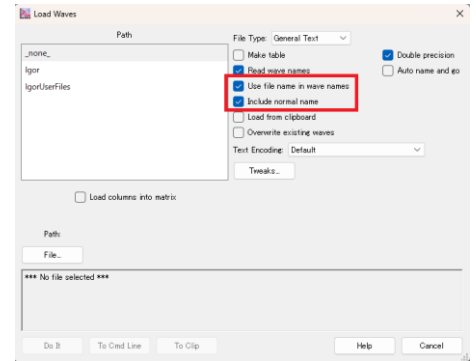 Load Waves
Path
File Type: General Text
_none_
Igor
IgorUserFiles
Make table
Double precision
Read wave names
Auto name and go
Use file name in wave names
Include normal name
Load from clipboard
Overwrite existing waves
Text Encoding: Default
Tweaks...
Load columns into matrix
Path:
File...
*** No file selected ***
Do It
To Cmd Line
To Clip
Help
Cancel